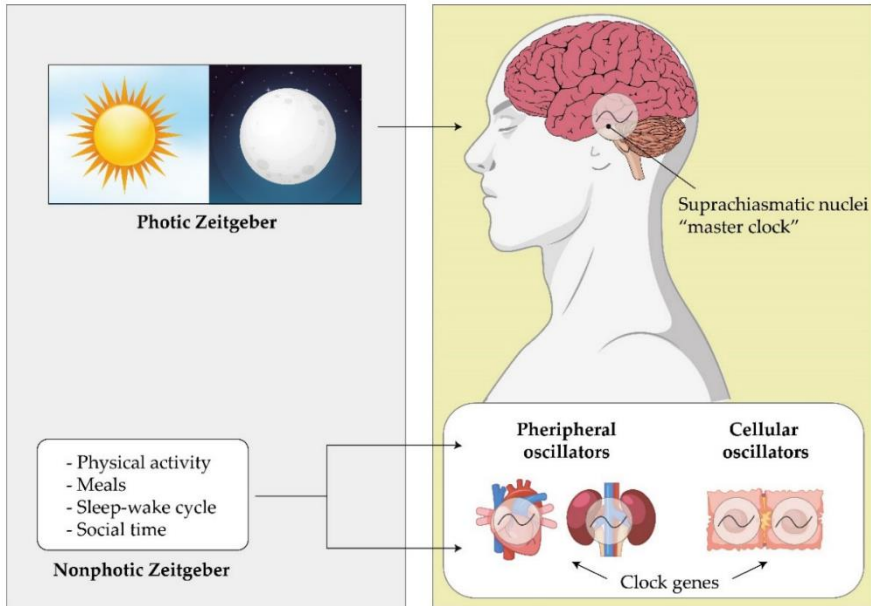 Photic Zeitgeber
Suprachiasmatic nuclei
“master clock”
- Physical activity
- Meals
- Sleep-wake cycle
- Social time
Nonphotic Zeitgeber
Pheripheral
oscillators
Cellular
oscillators
Clock genes